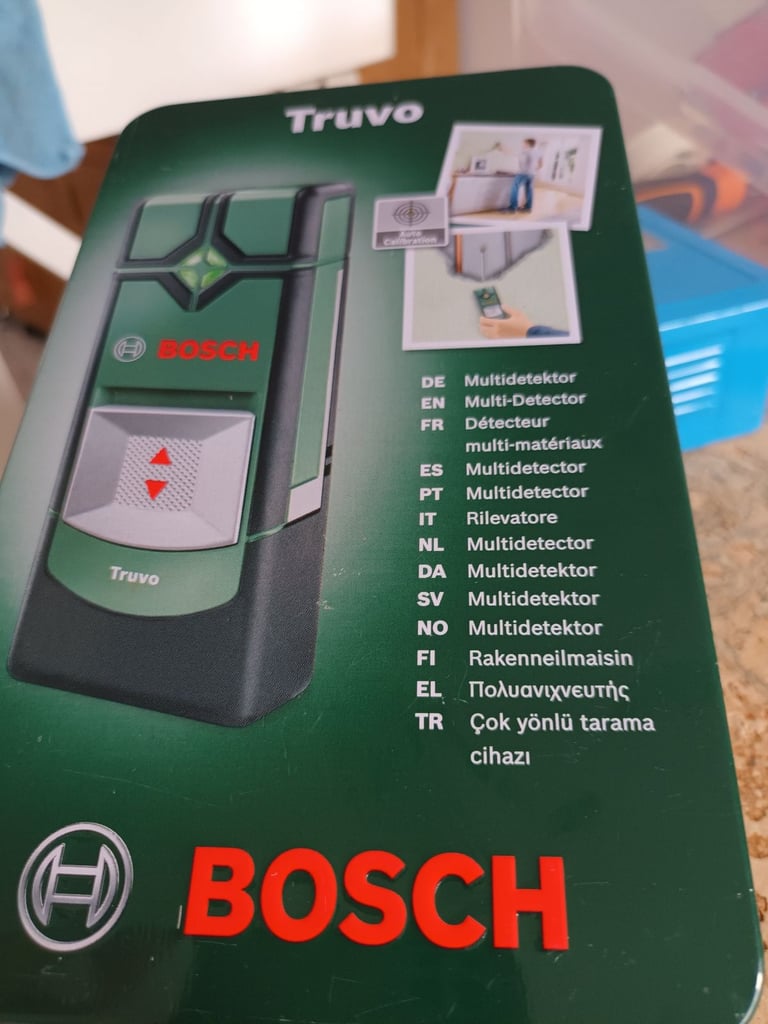 Truvo
Auto
Calibration
BOSCH
Truvo
DE Multidetektor
EN Multi-Detector
FR Détecteur
multi-matériaux
ES Multidetector
PT Multidetector
IT Rilevatore
NL Multidetector
DA Multidetektor
SV Multidetektor
NO Multidetektor
FI Rakenneilmaisin
EL Πολυανιχνευτής
TR Çok yönlü tarama
cihazı
BOSCH